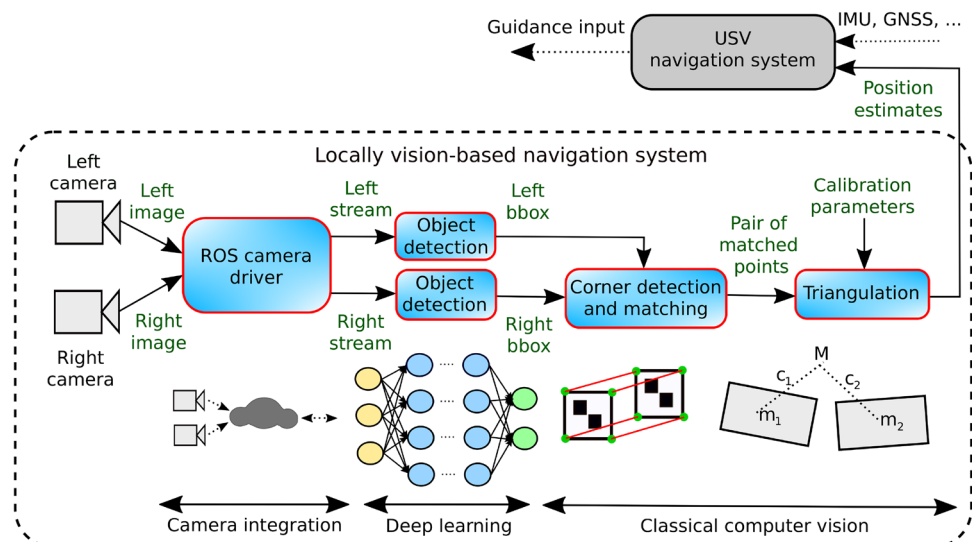 Guidance input
USV
navigation system
IMU, GNSS, ...
Position
estimates
Locally vision-based navigation system
Left
camera
Left
image
Right
image
Right
camera
ROS camera
driver
Left
stream
Right
stream
Object
detection
Object
detection
Left
bbox
Right
bbox
Corner detection
and matching
Pair of
matched
points
Calibration
parameters
Triangulation
....
....
....
....
M
c1
c2
m1
m2
Camera integration
Deep learning
Classical computer vision